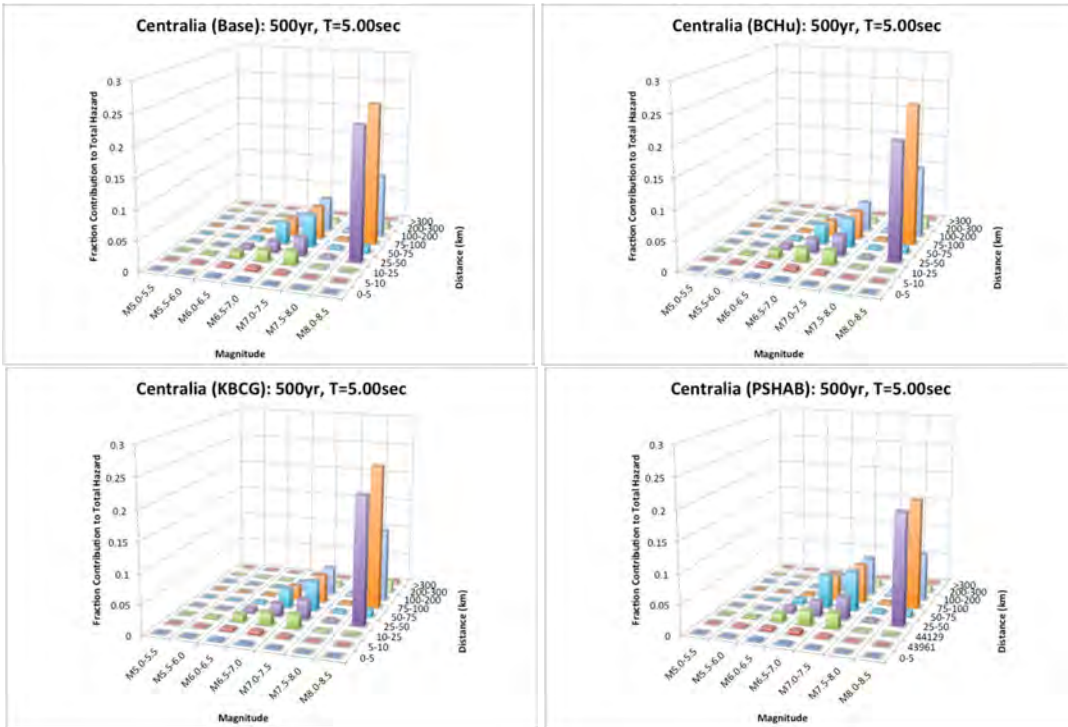 Centralia (Base): 500yr, T=5.00sec
Fraction Contribution to Total Hazard
0.3
0.25
0.2
0.15
0.1
0.05
0
M5.0-5.5
M5.5-6.0
M6.0-6.5
M6.5-7.0
M7.0-7.5
M7.5-8.0
M8.0-8.5
Magnitude
>300
200-300
100-200
75-100
50-75
25-50
10-25
5-10
0-5
Distance (km)
Centralia (BCHu): 500yr, T=5.00sec
Fraction Contribution to Total Hazard
0.3
0.25
0.2
0.15
0.1
0.05
0
M5.0-5.5
M5.5-6.0
M6.0-6.5
M6.5-7.0
M7.0-7.5
M7.5-8.0
M8.0-8.5
Magnitude
>300
200-300
100-200
75-100
50-75
25-50
10-25
5-10
0-5
Distance (km)
Centralia (KBCG): 500yr, T=5.00sec
Fraction Contribution to Total Hazard
0.3
0.25
0.2
0.15
0.1
0.05
0
M5.0-5.5
M5.5-6.0
M6.0-6.5
M6.5-7.0
M7.0-7.5
M7.5-8.0
M8.0-8.5
Magnitude
>300
200-300
100-200
75-100
50-75
25-50
10-25
5-10
0-5
Distance (km)
Centralia (PSHAB): 500yr, T=5.00sec
Fraction Contribution to Total Hazard
0.3
0.25
0.2
0.15
0.1
0.05
0
M5.0-5.5
M5.5-6.0
M6.0-6.5
M6.5-7.0
M7.0-7.5
M7.5-8.0
M8.0-8.5
Magnitude
>300
200-300
100-200
75-100
50-75
25-50
44129
43961
0-5
Distance (km)